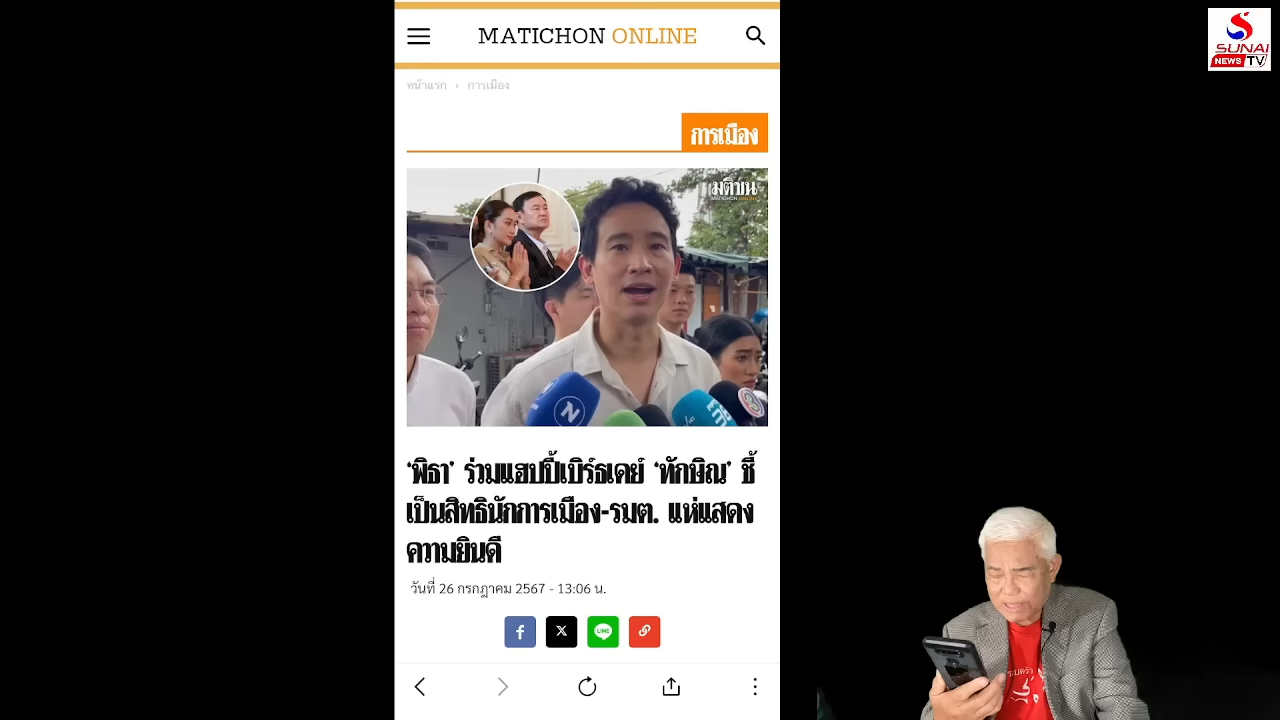 MATICHON ONLINE
SUNAI
NEWS TV
หน้าแรก › การเมือง
การเมือง
มติชน
MATICHON ONLINE
N
36
3
'พิธา' ร่วมแฮปปี้เบิร์ธเดย์ 'ทักษิณ' ชี้
เป็นสิทธินักการเมือง-รมต. แห่แสดง
ความยินดี
วันที่ 26 กรกฎาคม 2567 - 13:06 น.
f X LINE